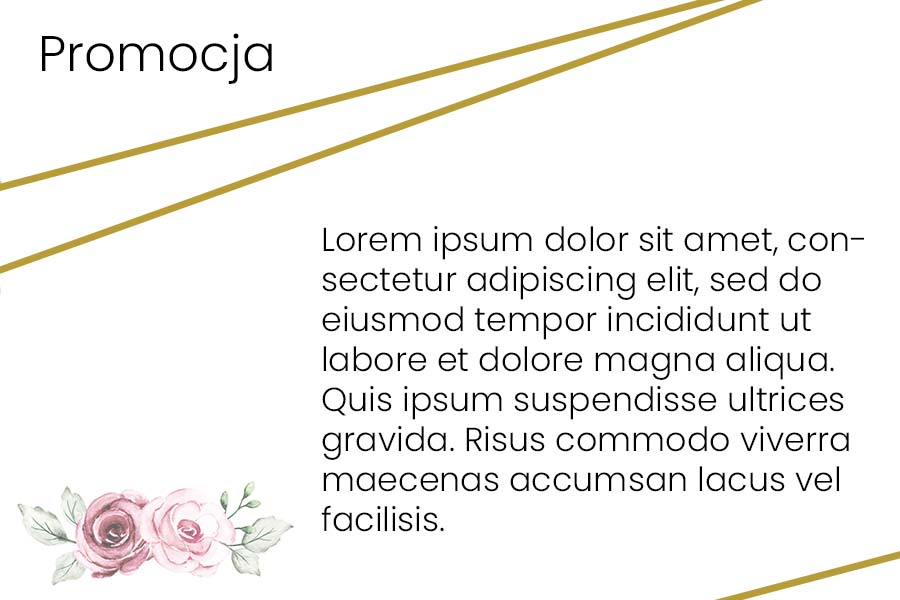 Promocja
Lorem ipsum dolor sit amet, con-
sectetur adipiscing elit, sed do
eiusmod tempor incididunt ut
labore et dolore magna aliqua.
Quis ipsum suspendisse ultrices
gravida. Risus commodo viverra
maecenas accumsan lacus vel
facilisis.